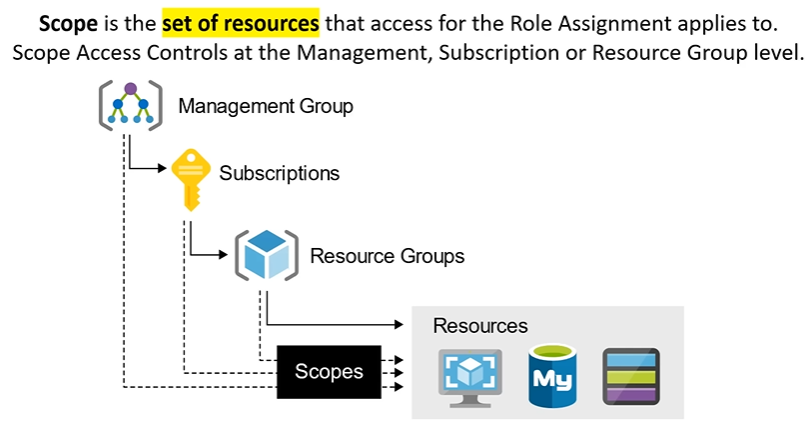 Scope is the set of resources that access for the Role Assignment applies to.
Scope Access Controls at the Management, Subscription or Resource Group level.
Management Group
Subscriptions
Resource Groups
Resources
Scopes
My